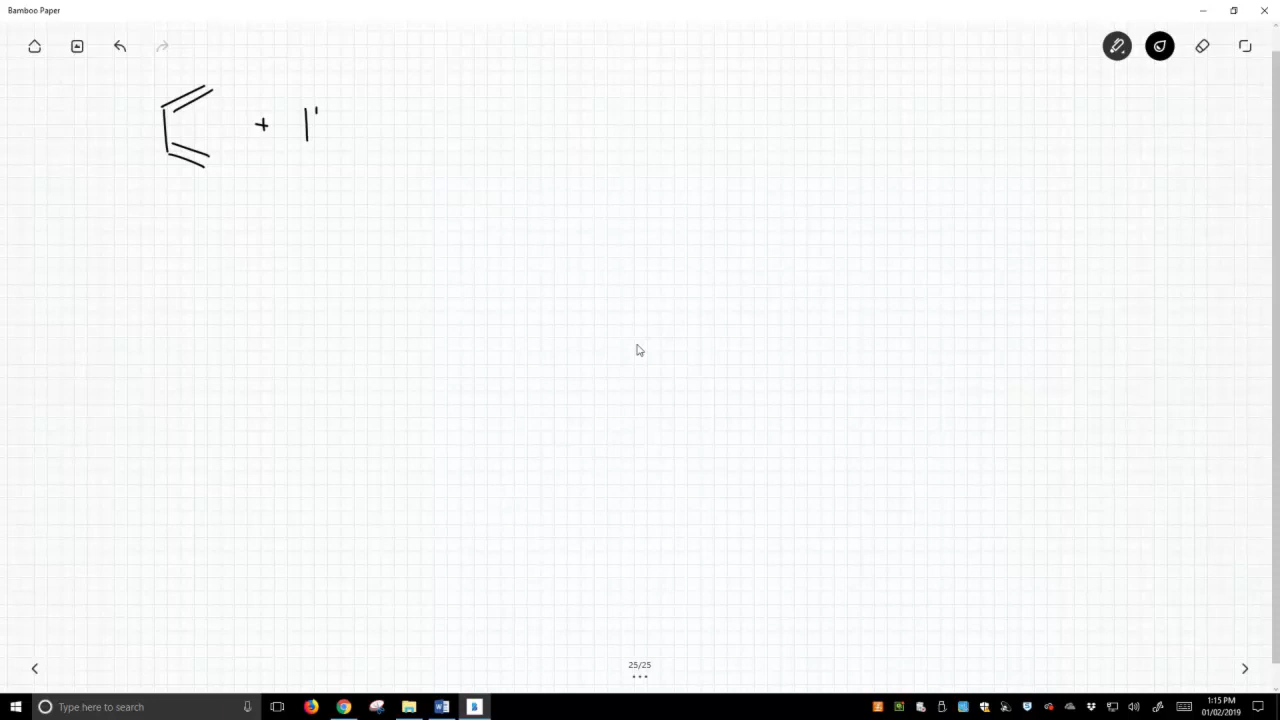 Bamboo Paper
+
25/25
Type here to search
1:15 PM
01/02/2019